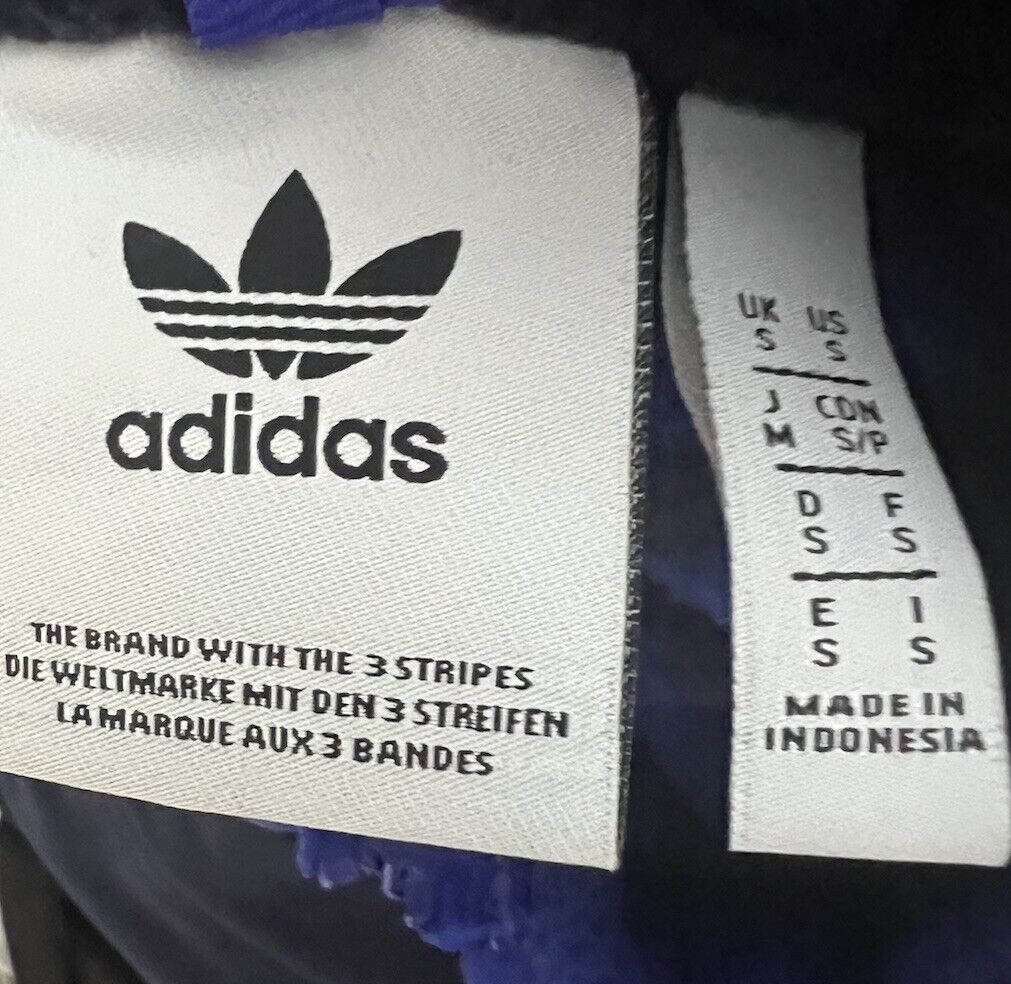 adidas
THE BRAND WITH THE 3 STRIPES
DIE WELTMARKE MIT DEN 3 STREIFEN
LA MARQUE AUX 3 BANDES
UK US
S S
J CDN
M S/P
D F
S S
E I
S S
MADE IN
INDONESIA